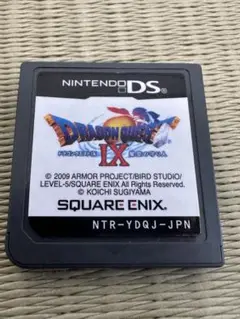 NINTENDO DS
DRAGON QUEST
IX
© 2009 ARMOR PROJECT/BIRD STUDIO/
LEVEL-5/SQUARE ENIX All Rights Reserved.
© KOICHI SUGIYAMA
SQUARE ENIX.
NTR-YDQJ-JPN